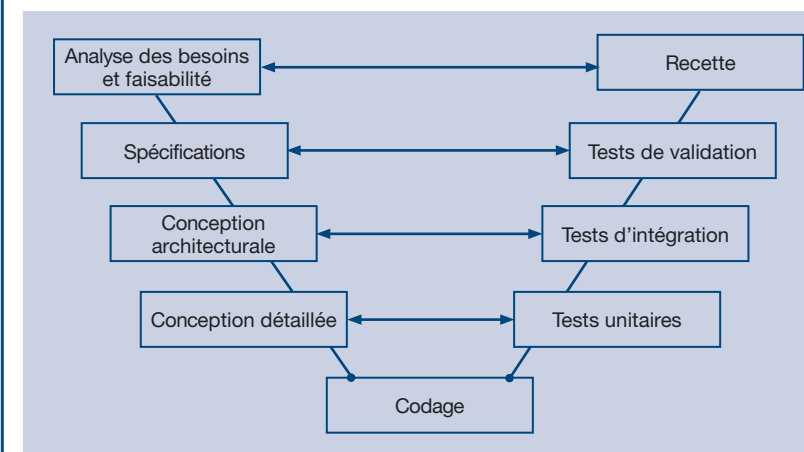 Analyse des besoins
et faisabilité
Recette
Spécifications
Tests de validation
Conception
architecturale
Tests d'intégration
Conception détaillée
Tests unitaires
Codage